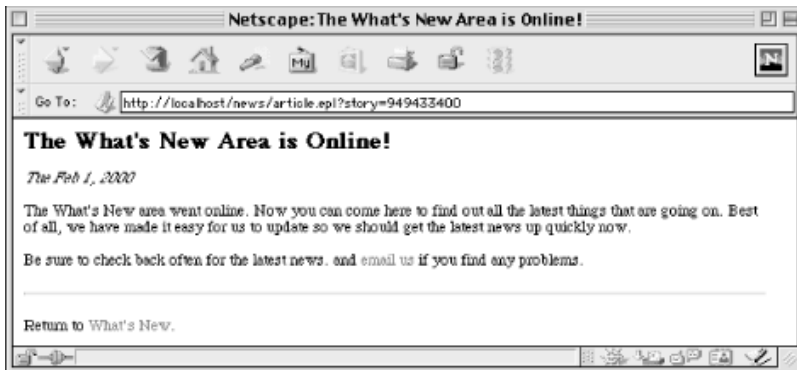 Netscape: The What's New Area is Online!
My
Go To: http://localhost/news/article.epl?story=949433400
N
The What's New Area is Online!
Tue Feb 1, 2000
The What's New area went online. Now you can come here to find out all the latest things that are going on. Best
of all, we have made it easy for us to update so we should get the latest news up quickly now.
Be sure to check back often for the latest news. and email us if you find any problems.
Return to What's New.